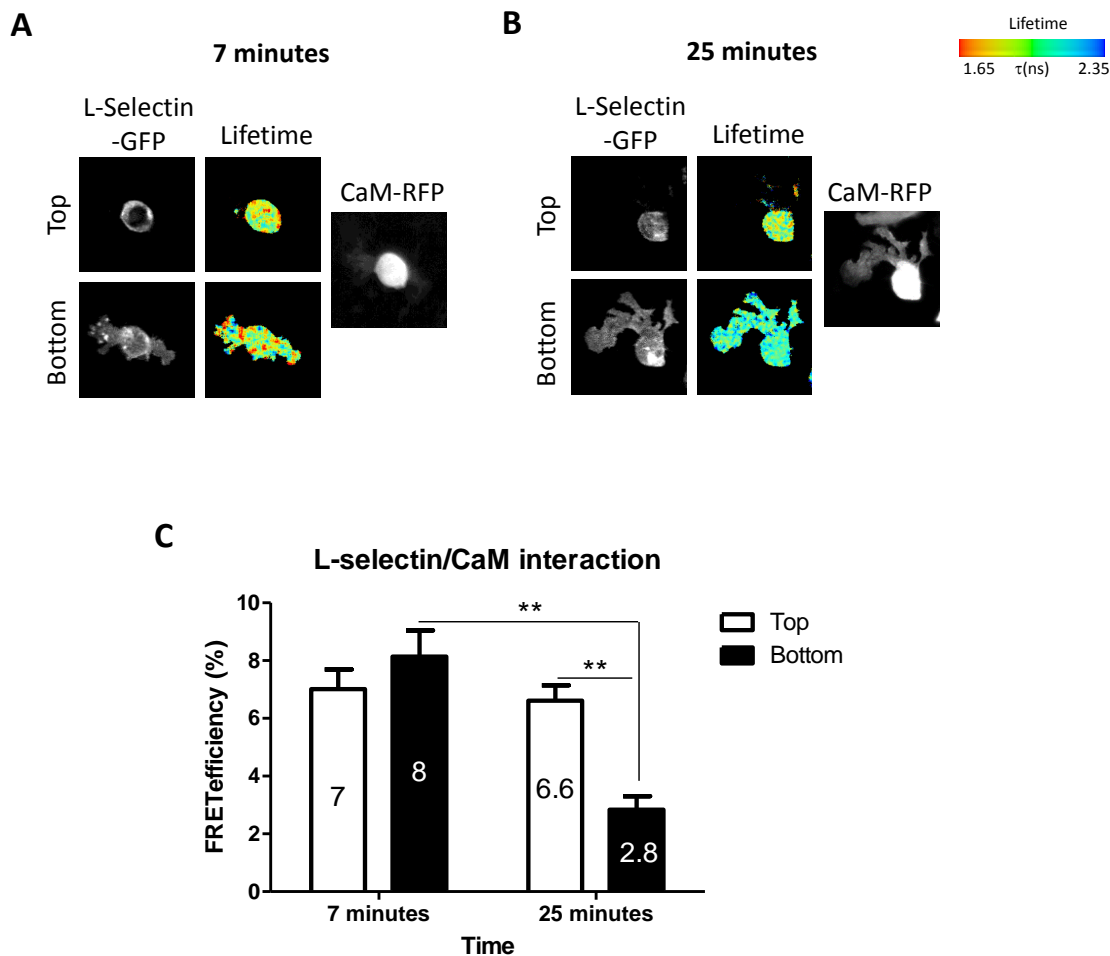 A
7 minutes
L-Selectin
-GFP
Lifetime
CaM-RFP
Top
Bottom
B
25 minutes
L-Selectin
-GFP
Lifetime
CaM-RFP
Top
Bottom
Lifetime
1.65 τ(ns) 2.35
C
L-selectin/CaM interaction
FRETefficiency (%)
10
8
6
4
2
0
7
8
6.6
2.8
**
**
Top
Bottom
7 minutes
25 minutes
Time